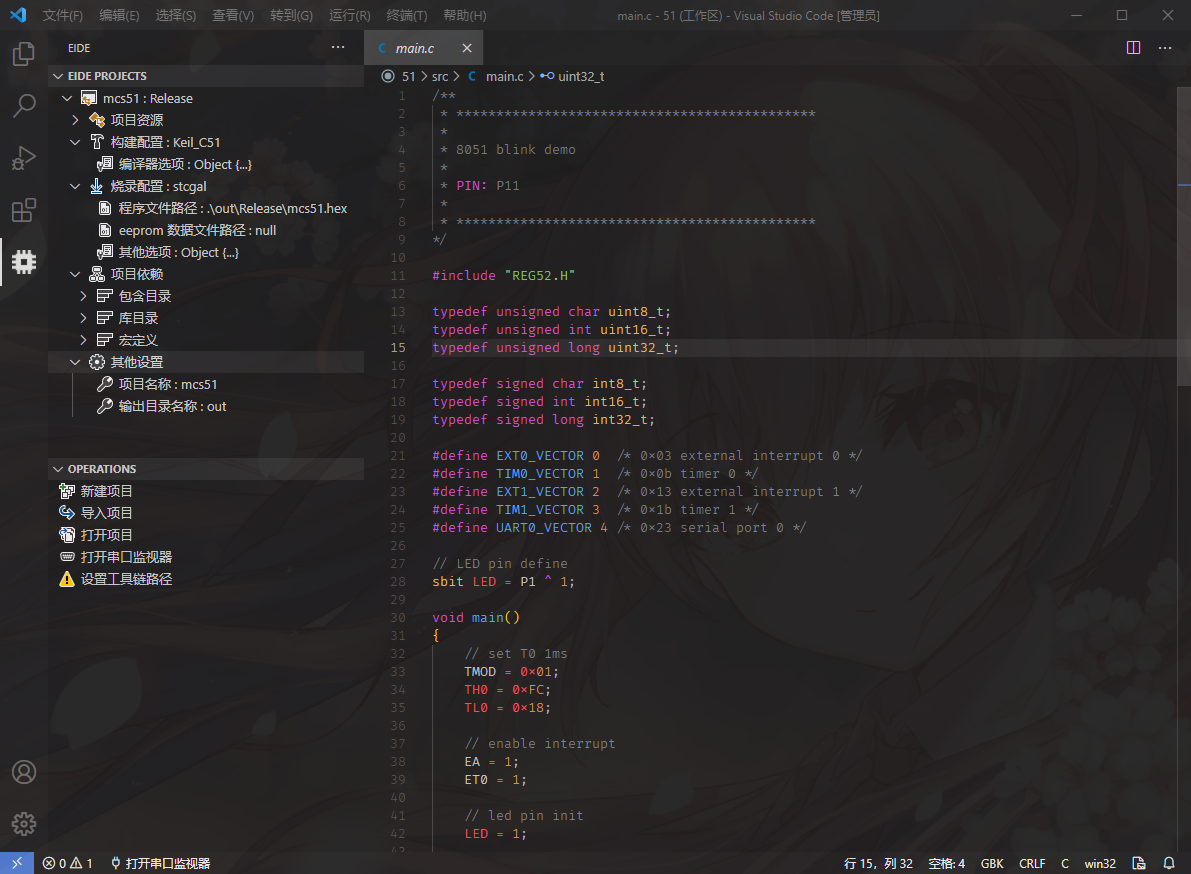 文件(F) 编辑(E) 选择(S) 查看(V) 转到(G) 运行(R) 终端(T) 帮助(H) main.c - 51 (工作区) - Visual Studio Code [管理员]
EIDE ···
EIDE PROJECTS
mcs51 : Release
项目资源
构建配置 : Keil_C51
编译器选项 : Object {...}
烧录配置 : stcgal
程序文件路径 : .\out\Release\mcs51.hex
eeprom 数据文件路径 : null
其他选项 : Object {...}
项目依赖
包含目录
库目录
宏定义
其他设置
项目名称 : mcs51
输出目录名称 : out
OPERATIONS
新建项目
导入项目
打开项目
打开串口监视器
设置工具链路径
C main.c ···
51 > src > C main.c > uint32_t
1 /**
2 * *********************************************
3 *
4 * 8051 blink demo
5 *
6 * PIN: P11
7 *
8 * *********************************************
9 */
10
11 #include "REG52.H"
12
13 typedef unsigned char uint8_t;
14 typedef unsigned int uint16_t;
15 typedef unsigned long uint32_t;
16
17 typedef signed char int8_t;
18 typedef signed int int16_t;
19 typedef signed long int32_t;
20
21 #define EXT0_VECTOR 0 /* 0x03 external interrupt 0 */
22 #define TIM0_VECTOR 1 /* 0x0b timer 0 */
23 #define EXT1_VECTOR 2 /* 0x13 external interrupt 1 */
24 #define TIM1_VECTOR 3 /* 0x1b timer 1 */
25 #define UART0_VECTOR 4 /* 0x23 serial port 0 */
26
27 // LED pin define
28 sbit LED = P1 ^ 1;
29
30 void main()
31 {
32 // set T0 1ms
33 TMOD = 0x01;
34 TH0 = 0xFC;
35 TL0 = 0x18;
36
37 // enable interrupt
38 EA = 1;
39 ET0 = 1;
40
41 // led pin init
42 LED = 1;
43
0 1 打开串口监视器 行 15，列 32 空格: 4 GBK CRLF C win32